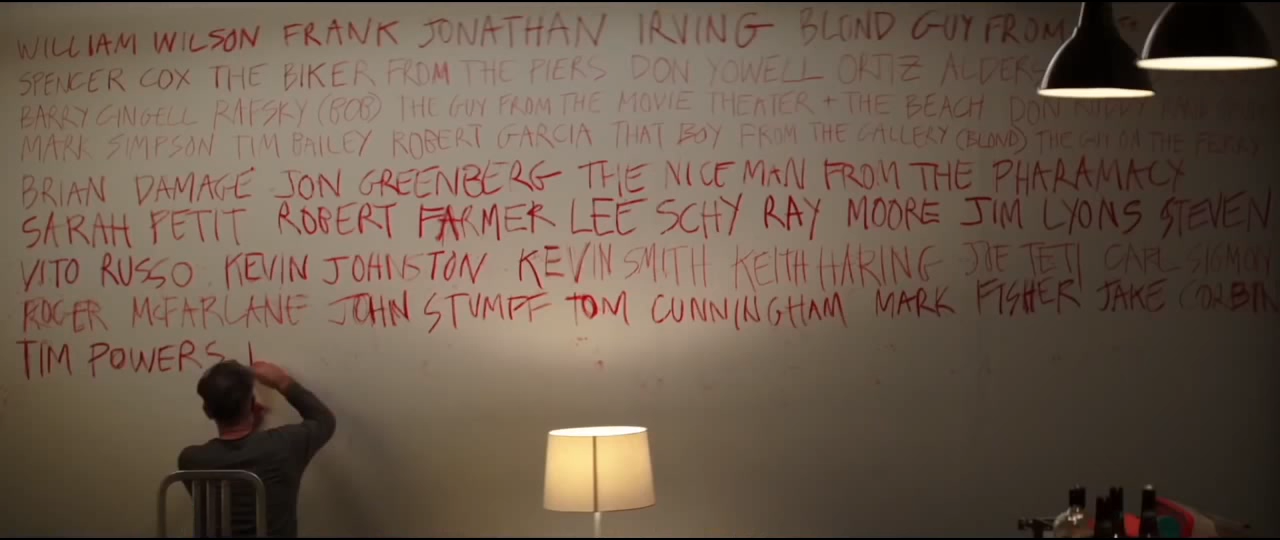 WILLIAM WILSON FRANK JONATHAN IRVING BLOND GUY FROM
SPENCER COX THE BIKER FROM THE PIERS DON YOWELL ORTIZ
BARRY GINGELL RAFSKY (BOB) THE GUY FROM THE MOVIE THEATER + THE BEACH DON
MARK SIMPSON TIM BAILEY ROBERT GARCIA THAT BOY FROM THE GALLERY (BLOND) THE GUY ON THE FERRY
BRIAN DAMAGE JON GREENBERG THE NICE MAN FROM THE PHARAMACY
SARAH PETIT ROBERT FARMER LEE SCHY RAY MOORE JIM LYONS STEVEN
VITO RUSSO KEVIN JOHNSTON KEVIN SMITH KEITH HARING JOE TETI CARL
ROGER MCFARLANE JOHN STUMPF TOM CUNNINGHAM MARK FISHER JAKE CORBIN
TIM POWERS